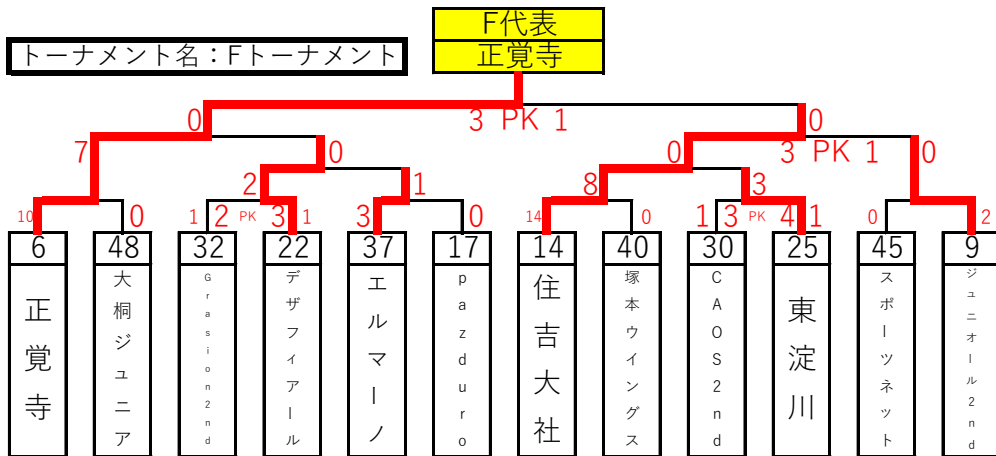 F代表
トーナメント名：Fトーナメント
正覚寺
0
3 PK 1
0
7
0
0
3 PK 1
0
2
1
8
3
10
0
1
2
PK
3
1
3
0
14
0
1
3
PK
4
1
0
2
6
48
32
22
37
17
14
40
30
25
45
9
正覚寺
大桐ジュニア
Grasion2nd
デザフィアール
エルマーノ
pazduro
住吉大社
塚本ウイングス
CAOS2nd
東淀川
スポーツネット
ジュニオール2nd